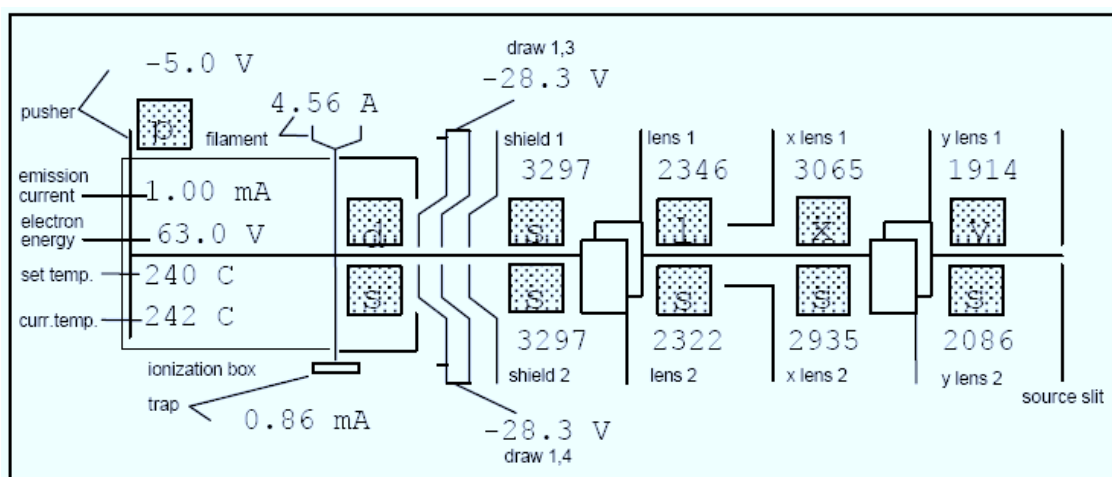 draw 1,3
-5.0 V
-28.3 V
pusher
4.56 A
p
filament
shield 1
lens 1
x lens 1
y lens 1
3297
2346
3065
1914
emission
current
1.00 mA
electron
energy
63.0 V
d
s
l
x
y
set temp.
240 C
s
s
s
s
s
curr.temp.
242 C
3297
2322
2935
2086
ionization box
shield 2
lens 2
x lens 2
y lens 2
trap
source slit
0.86 mA
-28.3 V
draw 1,4